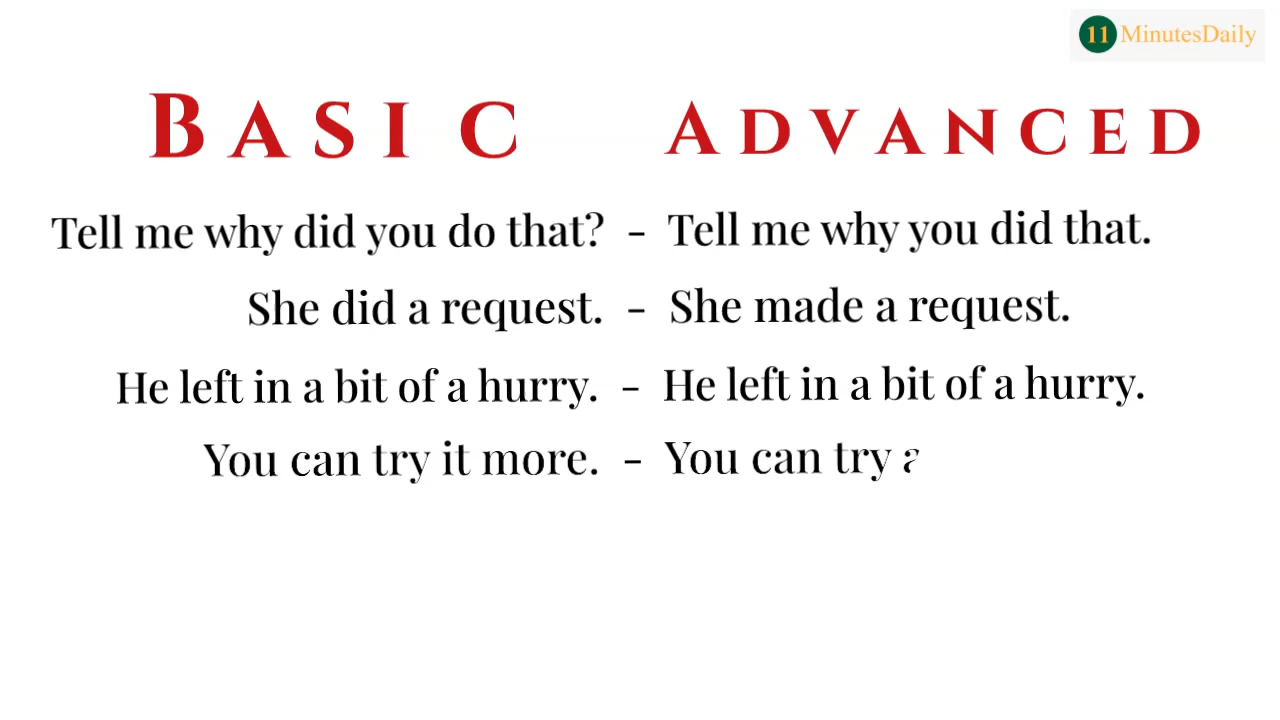 11 MinutesDaily
BASIC ADVANCED
Tell me why did you do that? - Tell me why you did that.
She did a request. - She made a request.
He left in a bit of a hurry. - He left in a bit of a hurry.
You can try it more. - You can try